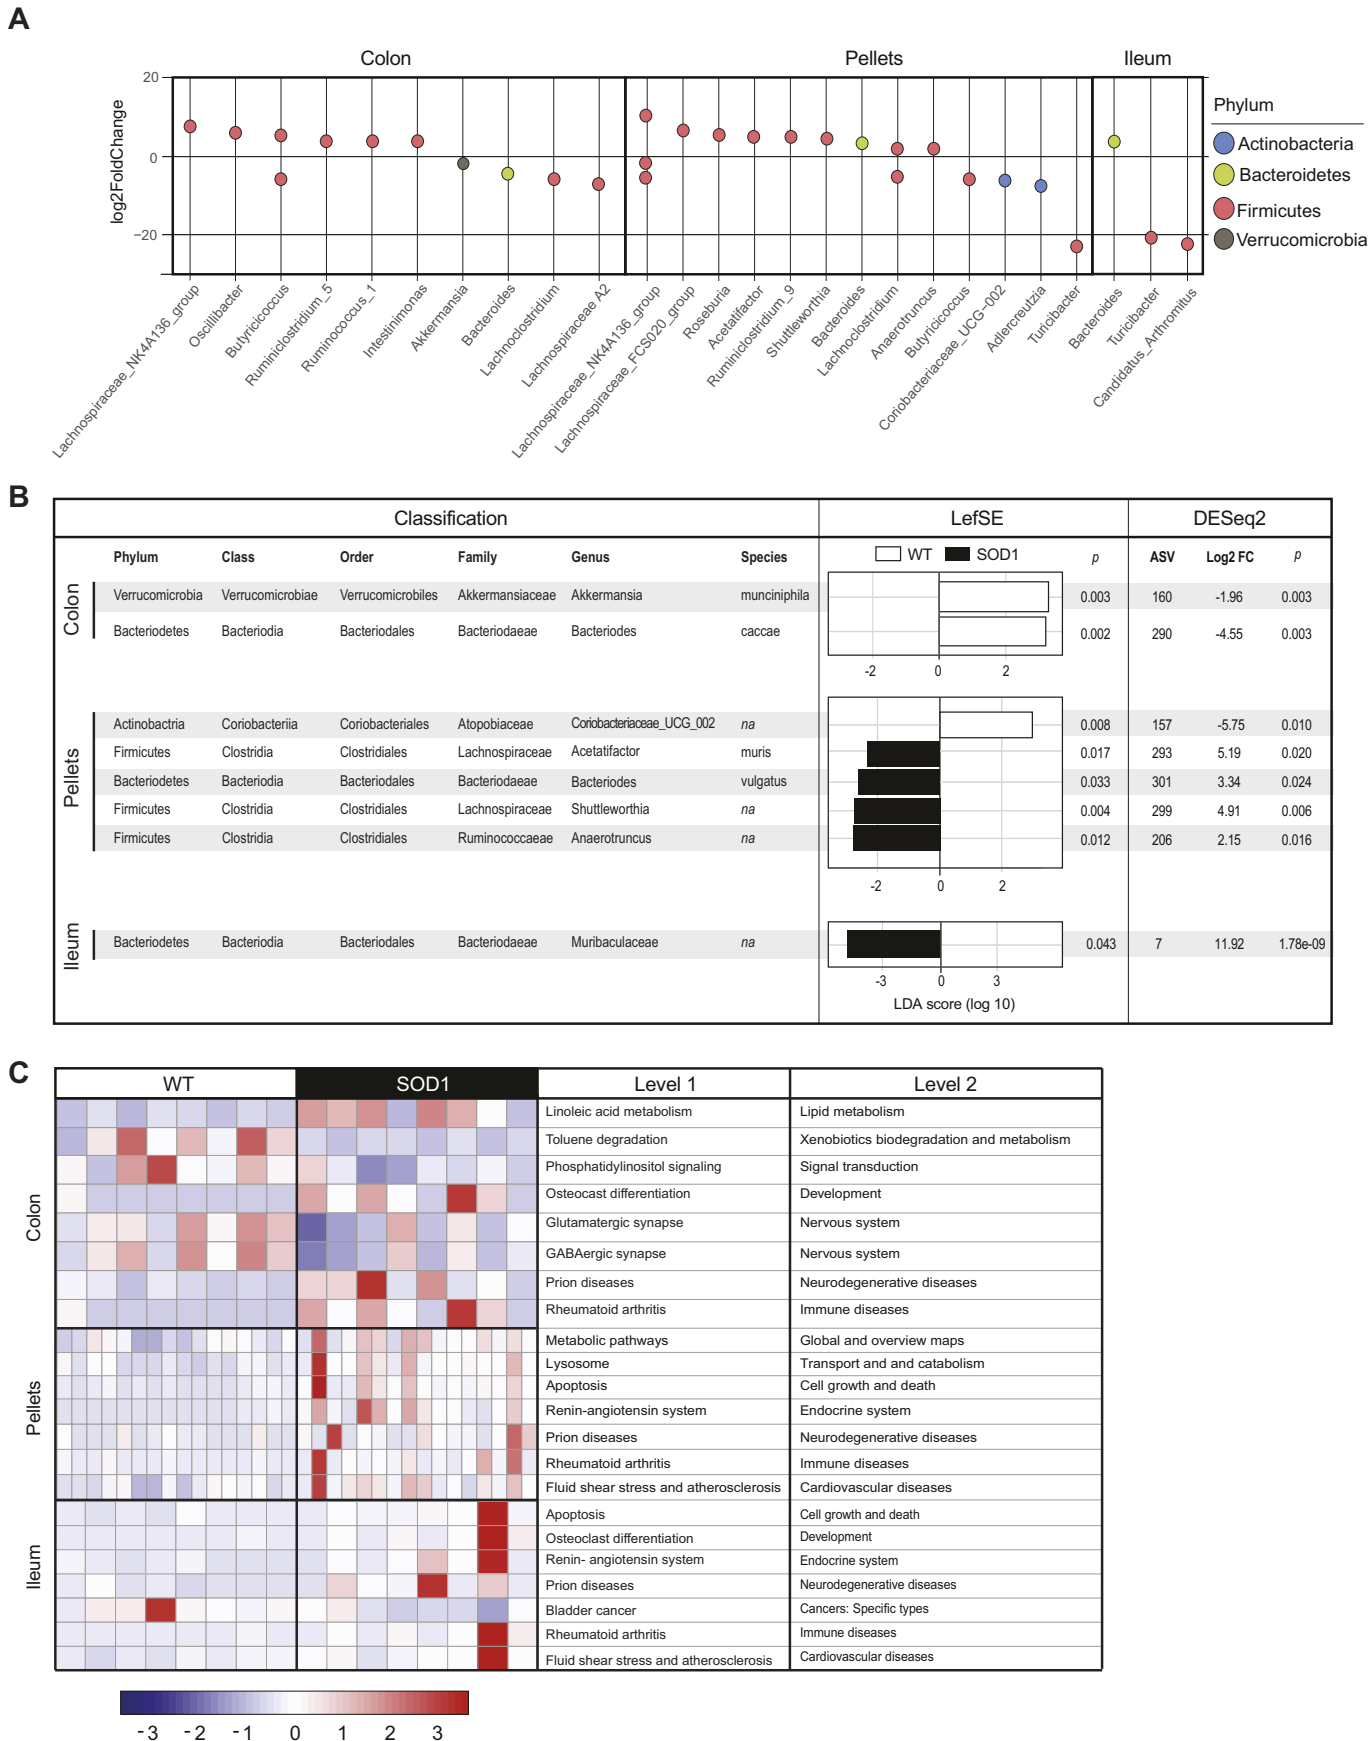 A
Colon Pellets Ileum
log2FoldChange
20
0
−20
Lachnospiraceae_NK4A136_group
Oscillibacter
Butyricicoccus
Ruminiclostridium_5
Ruminococcus_1
Intestinimonas
Akkermansia
Bacteroides
Lachnoclostridium
Lachnospiraceae A2
Lachnospiraceae_NK4A136_group
Lachnospiraceae_FCS020_group
Roseburia
Acetatifactor
Ruminiclostridium_9
Shuttleworthia
Bacteroides
Lachnoclostridium
Anaerotruncus
Butyricoccus
Coriobacteriaceae_UCG-002
Adlercreutzia
Turicibacter
Bacteroides
Turicibacter
Candidatus_Arthromitus
Phylum
Actinobacteria
Bacteroidetes
Firmicutes
Verrucomicrobia
B
Classification LefSE DESeq2
Phylum Class Order Family Genus Species WT SOD1 p ASV Log2 FC p
Colon
Verrucomicrobia Verrucomicrobiae Verrucomicrobiles Akkermansiaceae Akkermansia munciniphila 0.003 160 -1.96 0.003
Bacteriodetes Bacteriodia Bacteriodales Bacteriodaeae Bacteriodes caccae 0.002 290 -4.55 0.003
-2 0 2
Pellets
Actinobactria Coriobacteriia Coriobacteriales Atopobiaceae Coriobacteriaceae_UCG_002 na 0.008 157 -5.75 0.010
Firmicutes Clostridia Clostridiales Lachnospiraceae Acetatifactor muris 0.017 293 5.19 0.020
Bacteriodetes Bacteriodia Bacteriodales Bacteriodaeae Bacteriodes vulgatus 0.033 301 3.34 0.024
Firmicutes Clostridia Clostridiales Lachnospiraceae Shuttleworthia na 0.004 299 4.91 0.006
Firmicutes Clostridia Clostridiales Ruminococcaeae Anaerotruncus na 0.012 206 2.15 0.016
-2 0 2
Ileum
Bacteriodetes Bacteriodia Bacteriodales Bacteriodaeae Muribaculaceae na 0.043 7 11.92 1.78e-09
-3 0 3
LDA score (log 10)
C
WT SOD1 Level 1 Level 2
Colon
Linoleic acid metabolism Lipid metabolism
Toluene degradation Xenobiotics biodegradation and metabolism
Phosphatidylinositol signaling Signal transduction
Osteocast differentiation Development
Glutamatergic synapse Nervous system
GABAergic synapse Nervous system
Prion diseases Neurodegenerative diseases
Rheumatoid arthritis Immune diseases
Pellets
Metabolic pathways Global and overview maps
Lysosome Transport and and catabolism
Apoptosis Cell growth and death
Renin-angiotensin system Endocrine system
Prion diseases Neurodegenerative diseases
Rheumatoid arthritis Immune diseases
Fluid shear stress and atherosclerosis Cardiovascular diseases
Ileum
Apoptosis Cell growth and death
Osteoclast differentiation Development
Renin- angiotensin system Endocrine system
Prion diseases Neurodegenerative diseases
Bladder cancer Cancers: Specific types
Rheumatoid arthritis Immune diseases
Fluid shear stress and atherosclerosis Cardiovascular diseases
-3 -2 -1 0 1 2 3